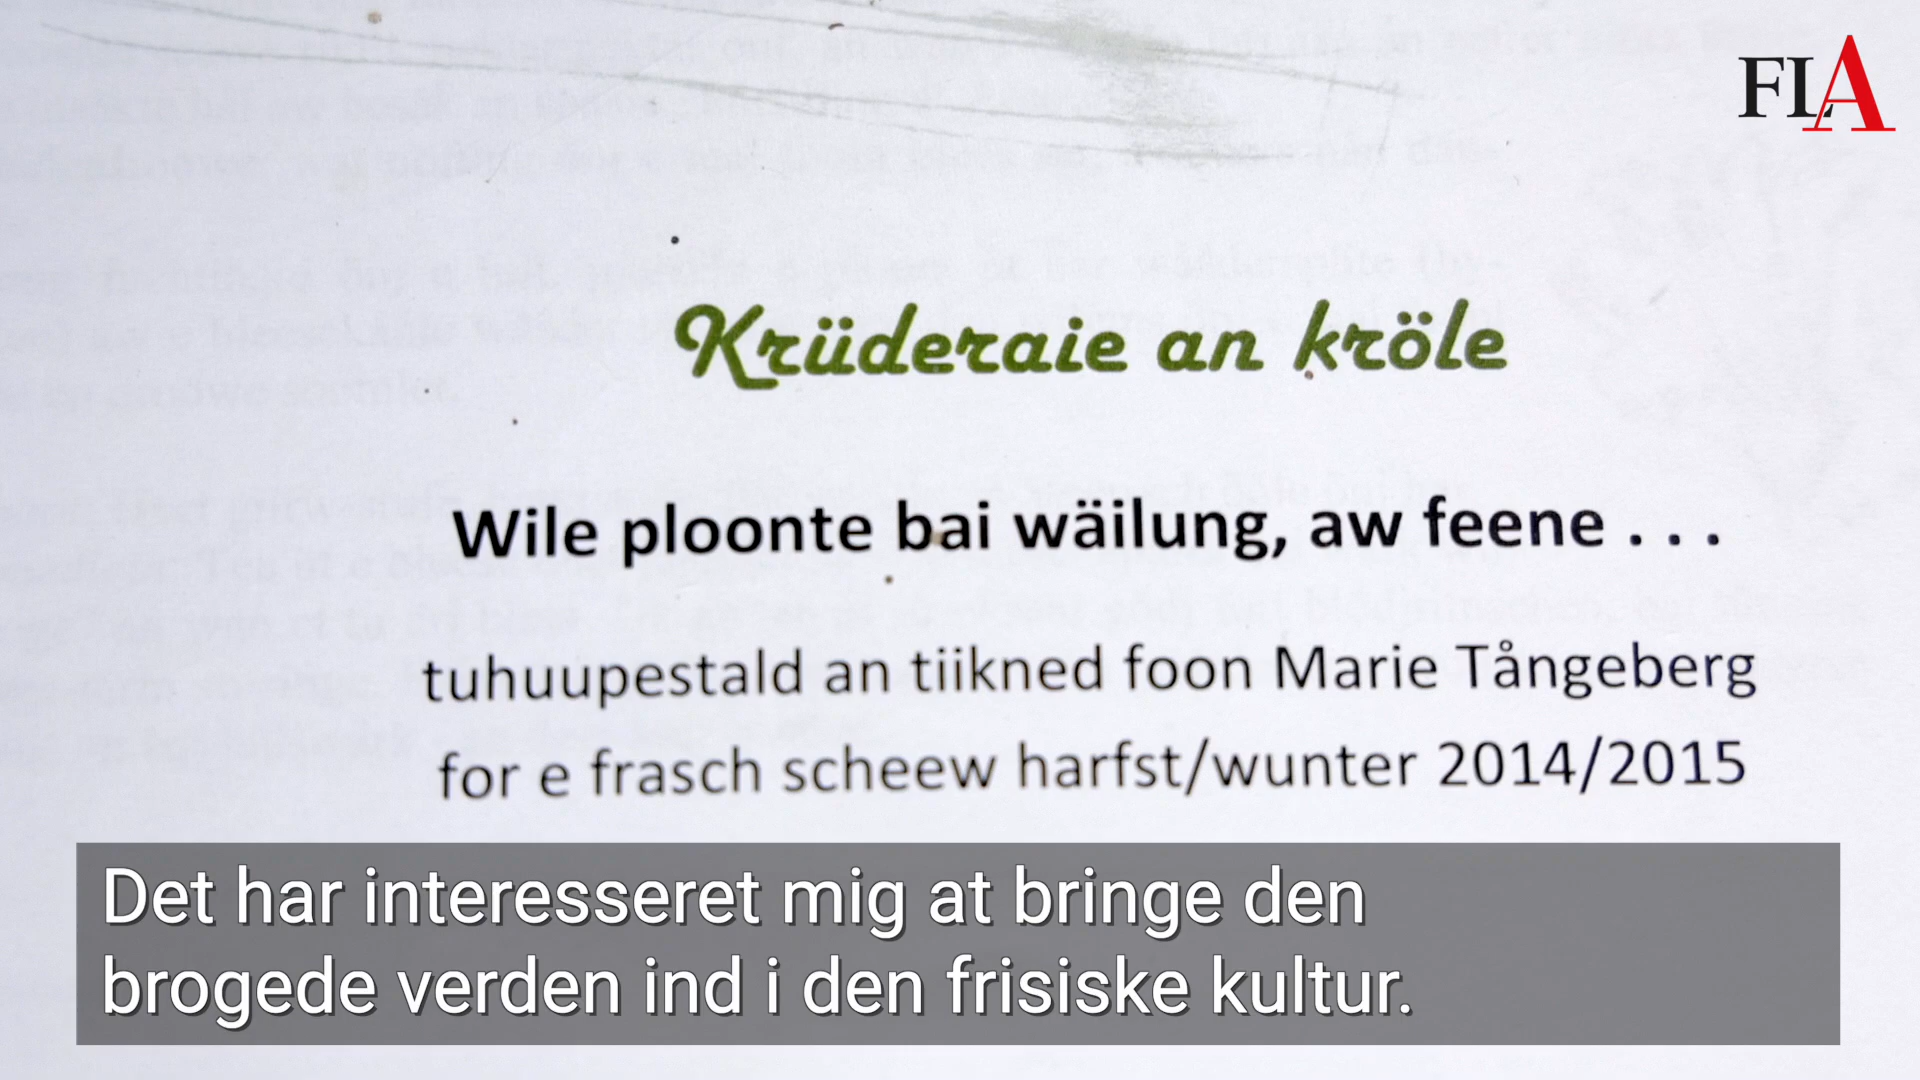 FLA
Krüderaie an kröle
Wile ploonte bai wäilung, aw feene . . .
tuhuupestald an tiikned foon Marie Tångeberg
for e frasch scheew harfst/wunter 2014/2015
Det har interesseret mig at bringe den
brogede verden ind i den frisiske kultur.